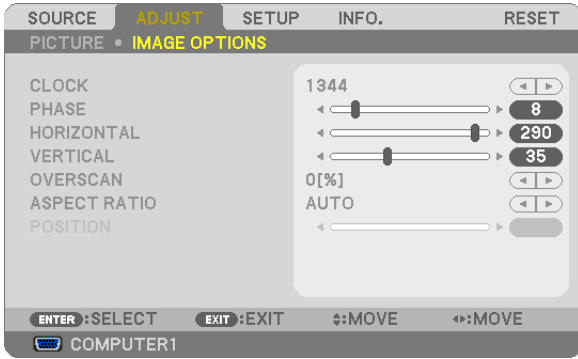 SOURCE ADJUST SETUP INFO. RESET
PICTURE • IMAGE OPTIONS
CLOCK 1344
PHASE 8
HORIZONTAL 290
VERTICAL 35
OVERSCAN 0[%]
ASPECT RATIO AUTO
POSITION
ENTER :SELECT EXIT :EXIT :MOVE :MOVE
COMPUTER1